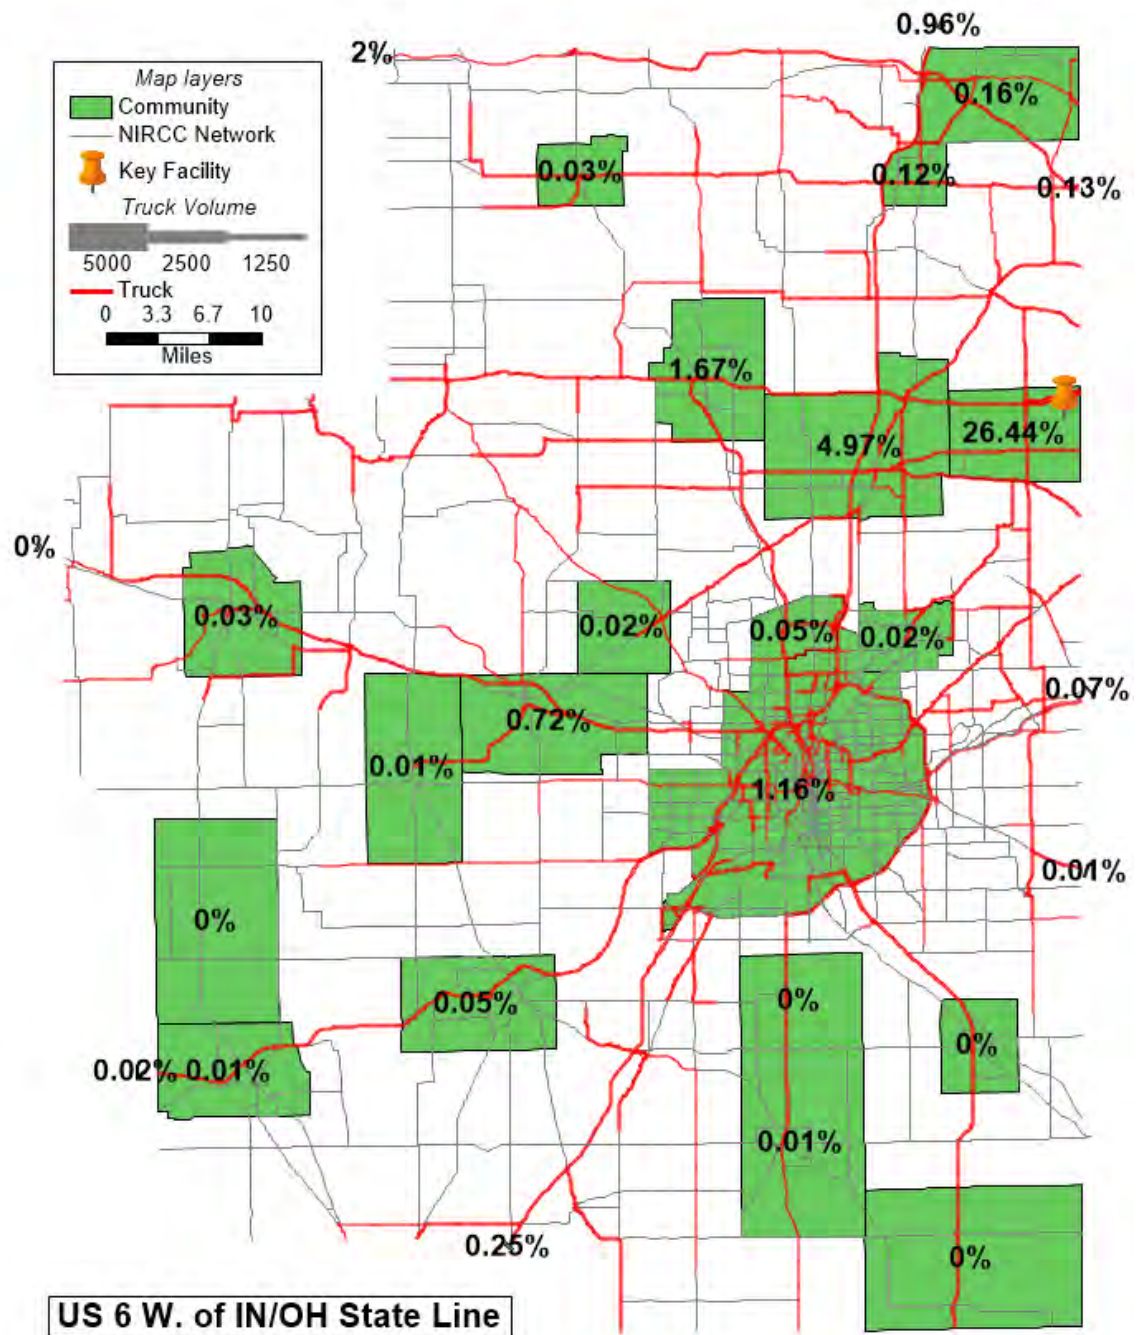 0.96%
2%
Map layers
Community
NIRCC Network
Key Facility
Truck Volume
5000 2500 1250
Truck
0 3.3 6.7 10
Miles
0.16%
0.03%
0.12%
0.13%
1.67%
4.97%
26.44%
0%
0.03%
0.02%
0.05%
0.02%
0.07%
0.72%
0.01%
1.16%
0.01%
0%
0.05%
0%
0%
0.02% 0.01%
0.01%
0.25%
0%
US 6 W. of IN/OH State Line